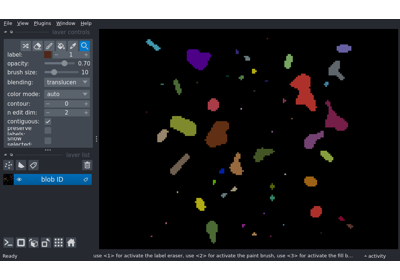 File View Plugins Window Help
layer controls
label: 1
opacity: 0.70
brush size: 10
blending: translucen
color mode: auto
contour: 0
n edit dim: 2
contiguous:
preserve
labels:
show
selected:
layer list
blob ID
Ready
use <1> for activate the label eraser, use <2> for activate the paint brush, use <3> for activate the fill b...
activity